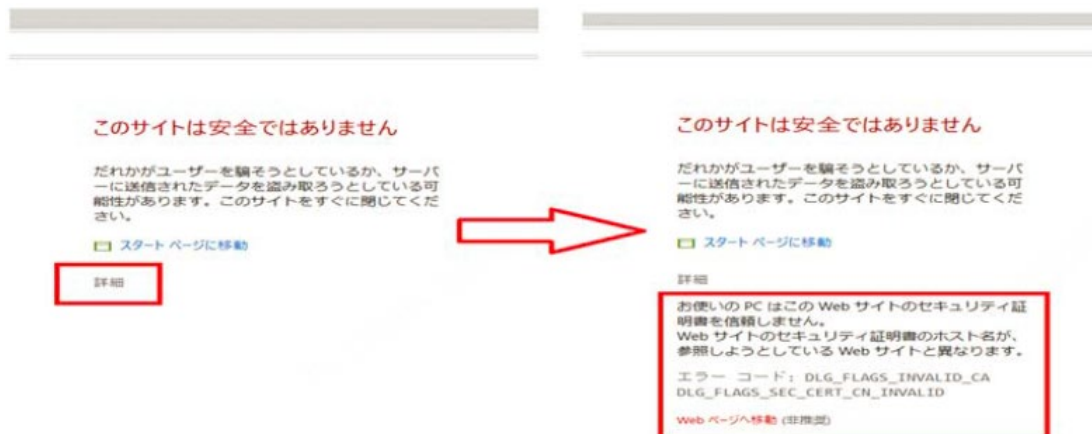 このサイトは安全ではありません
だれかがユーザーを騙そうとしているか、サーバ
ーに送信されたデータを盗み取ろうとしている可
能性があります。このサイトをすぐに閉じてくだ
さい。
スタート ページに移動
詳細
このサイトは安全ではありません
だれかがユーザーを騙そうとしているか、サーバ
ーに送信されたデータを盗み取ろうとしている可
能性があります。このサイトをすぐに閉じてくだ
さい。
スタート ページに移動
詳細
お使いの PC はこの Web サイトのセキュリティ証
明書を信頼しません。
Web サイトのセキュリティ証明書のホスト名が、
参照しようとしている Web サイトと異なります。
エラー コード: DLG_FLAGS_INVALID_CA
DLG_FLAGS_SEC_CERT_CN_INVALID
Web ページへ移動 (非推奨)